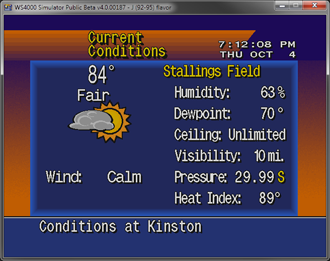 WS4000 Simulator Public Beta v4.0.00187 - J (92-95) flavor
Current
Conditions
7:12:08 PM
THU OCT 4
84°
Fair
Wind: Calm
Stallings Field
Humidity: 63%
Dewpoint: 70°
Ceiling: Unlimited
Visibility: 10 mi.
Pressure: 29.99 S
Heat Index: 89°
Conditions at Kinston